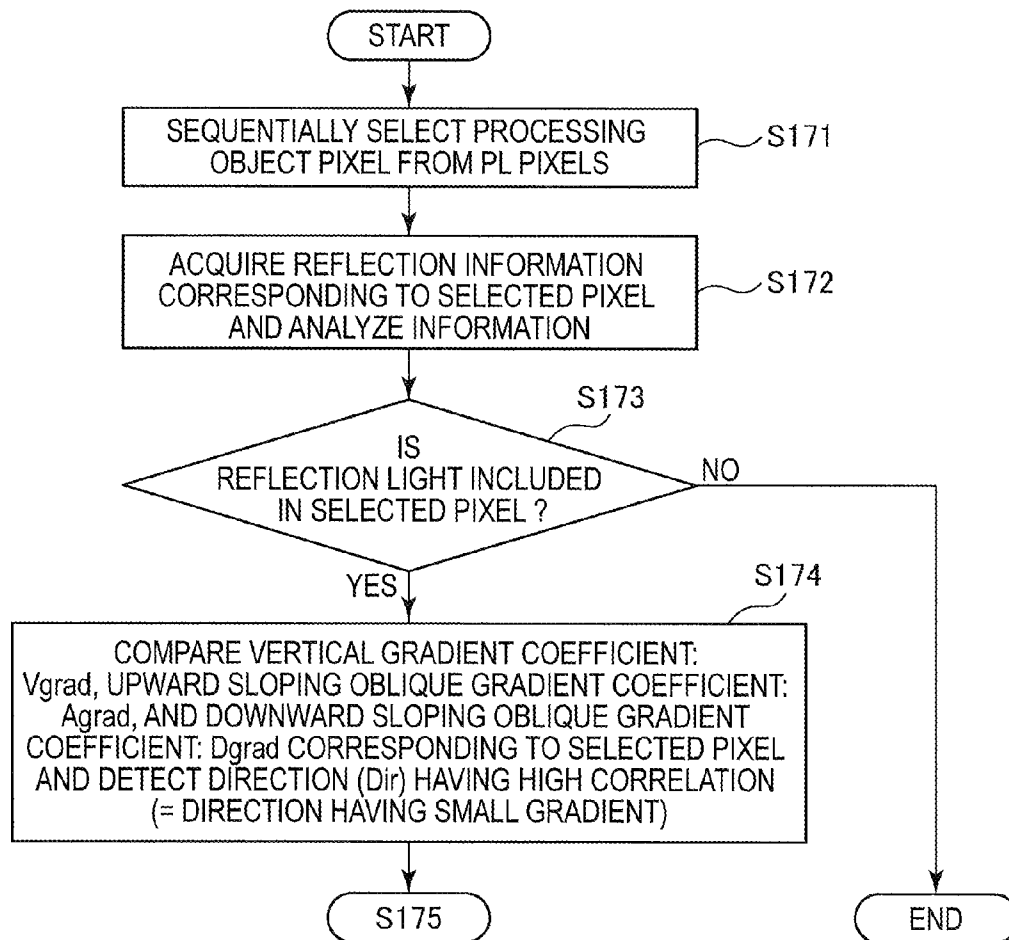 START
SEQUENTIALLY SELECT PROCESSING
OBJECT PIXEL FROM PL PIXELS
S171
ACQUIRE REFLECTION INFORMATION
CORRESPONDING TO SELECTED PIXEL
AND ANALYZE INFORMATION
S172
S173
IS
REFLECTION LIGHT INCLUDED
IN SELECTED PIXEL ?
NO
YES
S174
COMPARE VERTICAL GRADIENT COEFFICIENT:
Vgrad, UPWARD SLOPING OBLIQUE GRADIENT COEFFICIENT:
Agrad, AND DOWNWARD SLOPING OBLIQUE GRADIENT
COEFFICIENT: Dgrad CORRESPONDING TO SELECTED PIXEL
AND DETECT DIRECTION (Dir) HAVING HIGH CORRELATION
(= DIRECTION HAVING SMALL GRADIENT)
S175
END